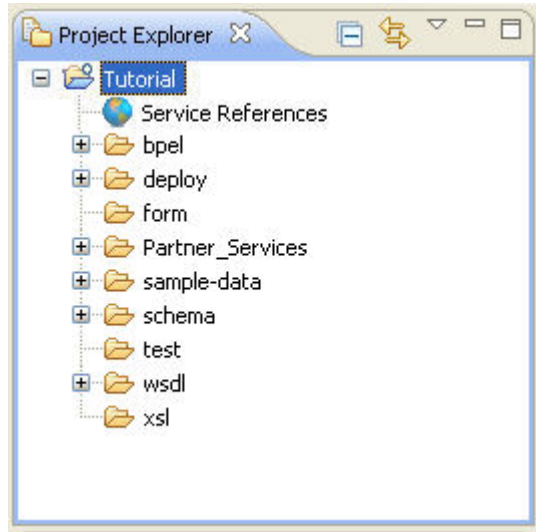 Project Explorer
Tutorial
Service References
bpel
deploy
form
Partner_Services
sample-data
schema
test
wsdl
xsl